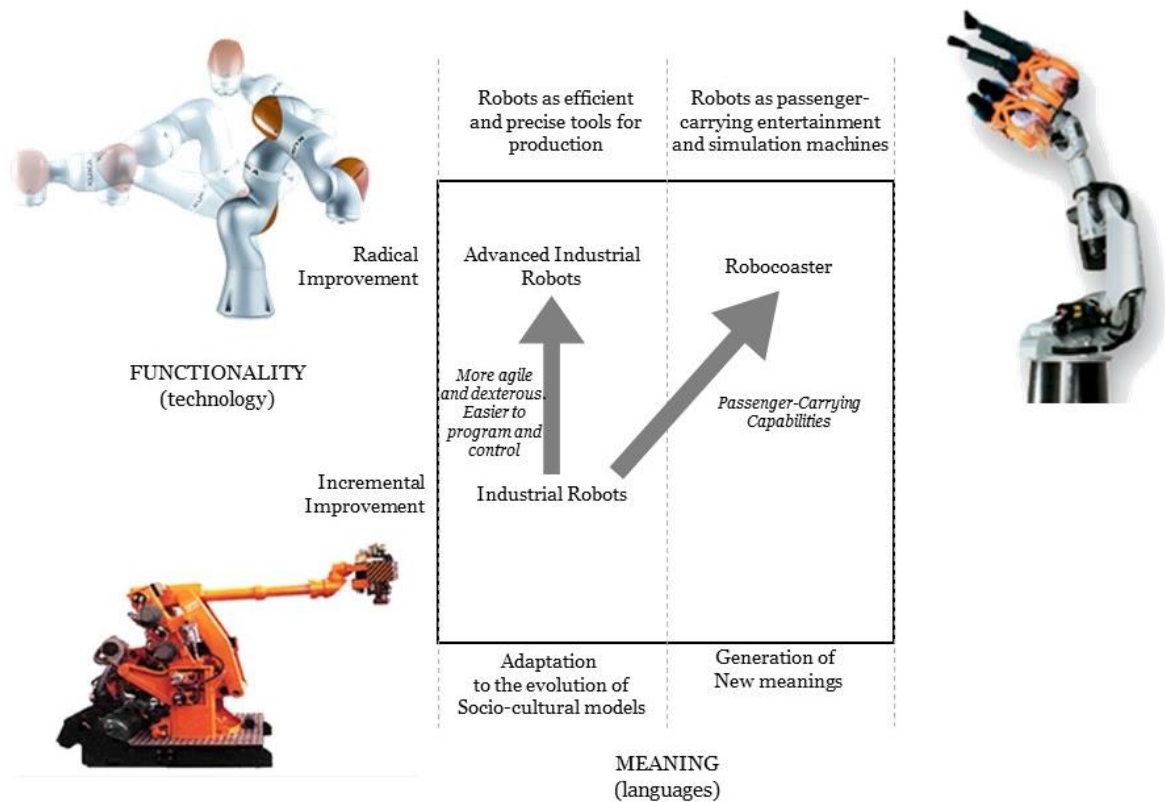 Robots as efficient
and precise tools for
production
Robots as passenger-
carrying entertainment
and simulation machines
Radical
Improvement
Advanced Industrial
Robots
Robocoaster
FUNCTIONALITY
(technology)
More agile
and dexterous.
Easier to
program and
control
Passenger-Carrying
Capabilities
Incremental
Improvement
Industrial Robots
Adaptation
to the evolution of
Socio-cultural models
Generation of
New meanings
MEANING
(languages)